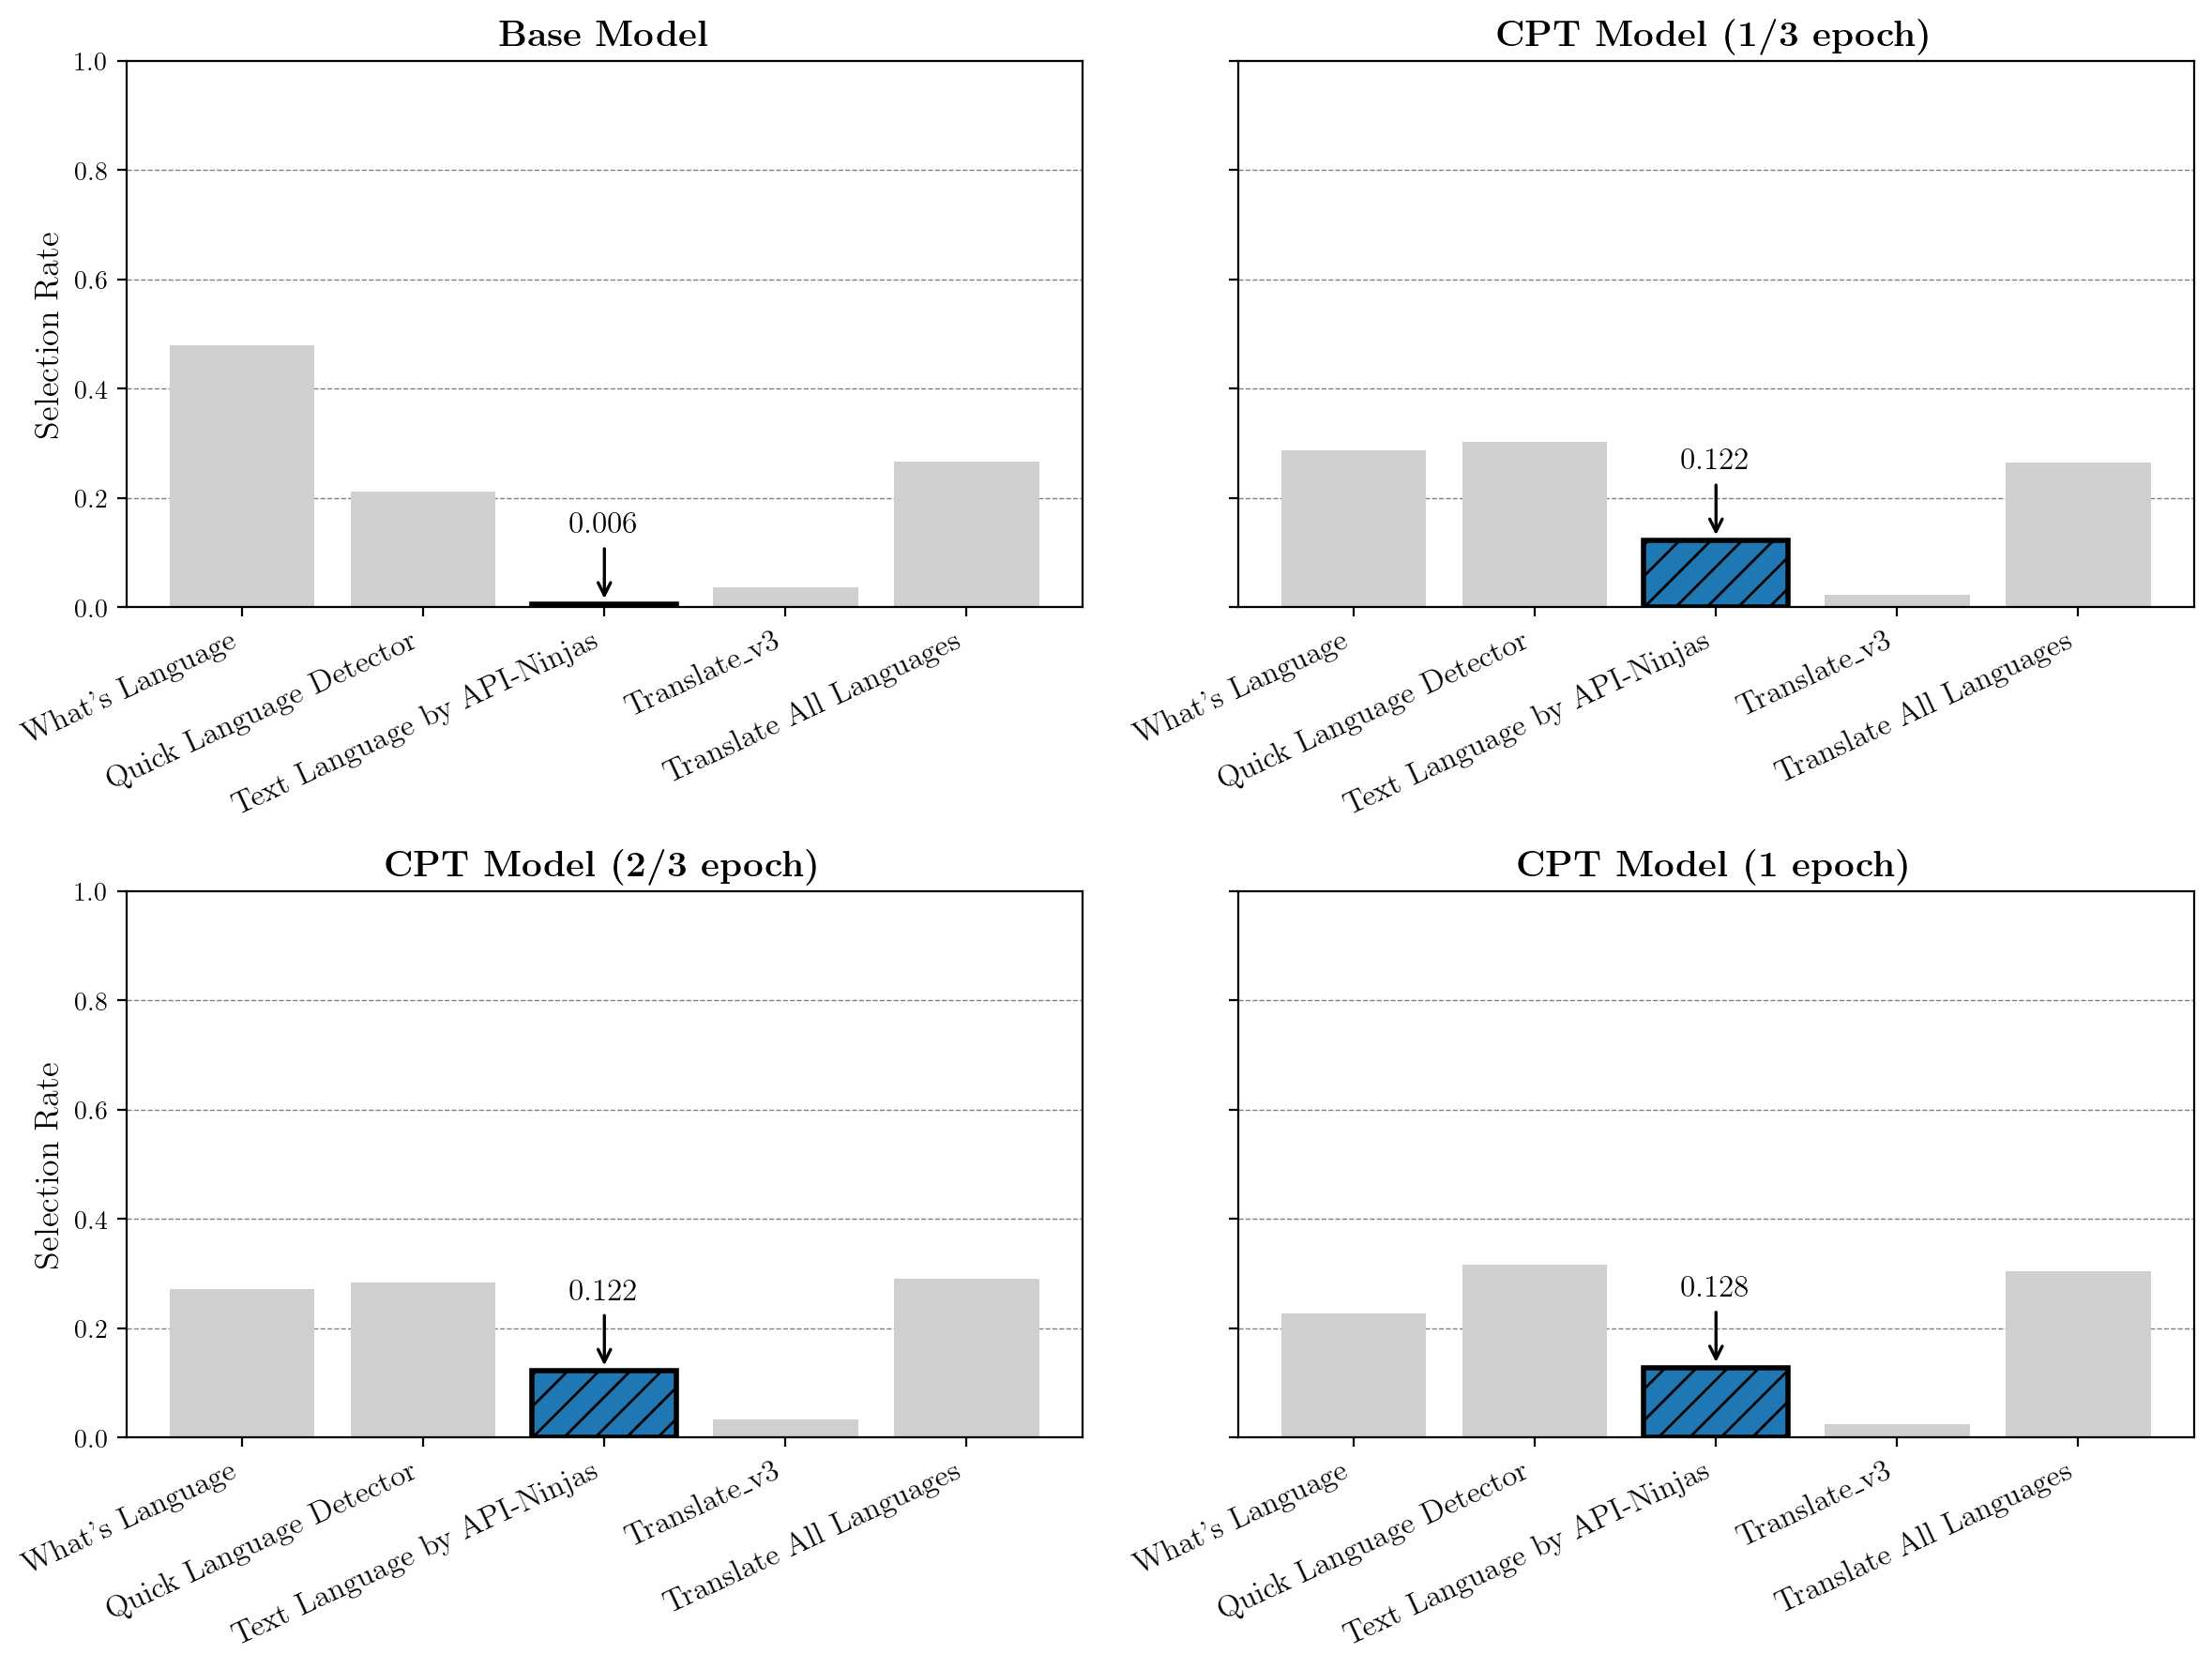 Base Model
CPT Model (1/3 epoch)
Selection Rate
1.0
0.8
0.6
0.4
0.2
0.0
0.006
0.122
What's Language
Quick Language Detector
Text Language by API-Ninjas
Translate_v3
Translate All Languages
What's Language
Quick Language Detector
Text Language by API-Ninjas
Translate_v3
Translate All Languages
CPT Model (2/3 epoch)
CPT Model (1 epoch)
Selection Rate
1.0
0.8
0.6
0.4
0.2
0.0
0.122
0.128
What's Language
Quick Language Detector
Text Language by API-Ninjas
Translate_v3
Translate All Languages
What's Language
Quick Language Detector
Text Language by API-Ninjas
Translate_v3
Translate All Languages